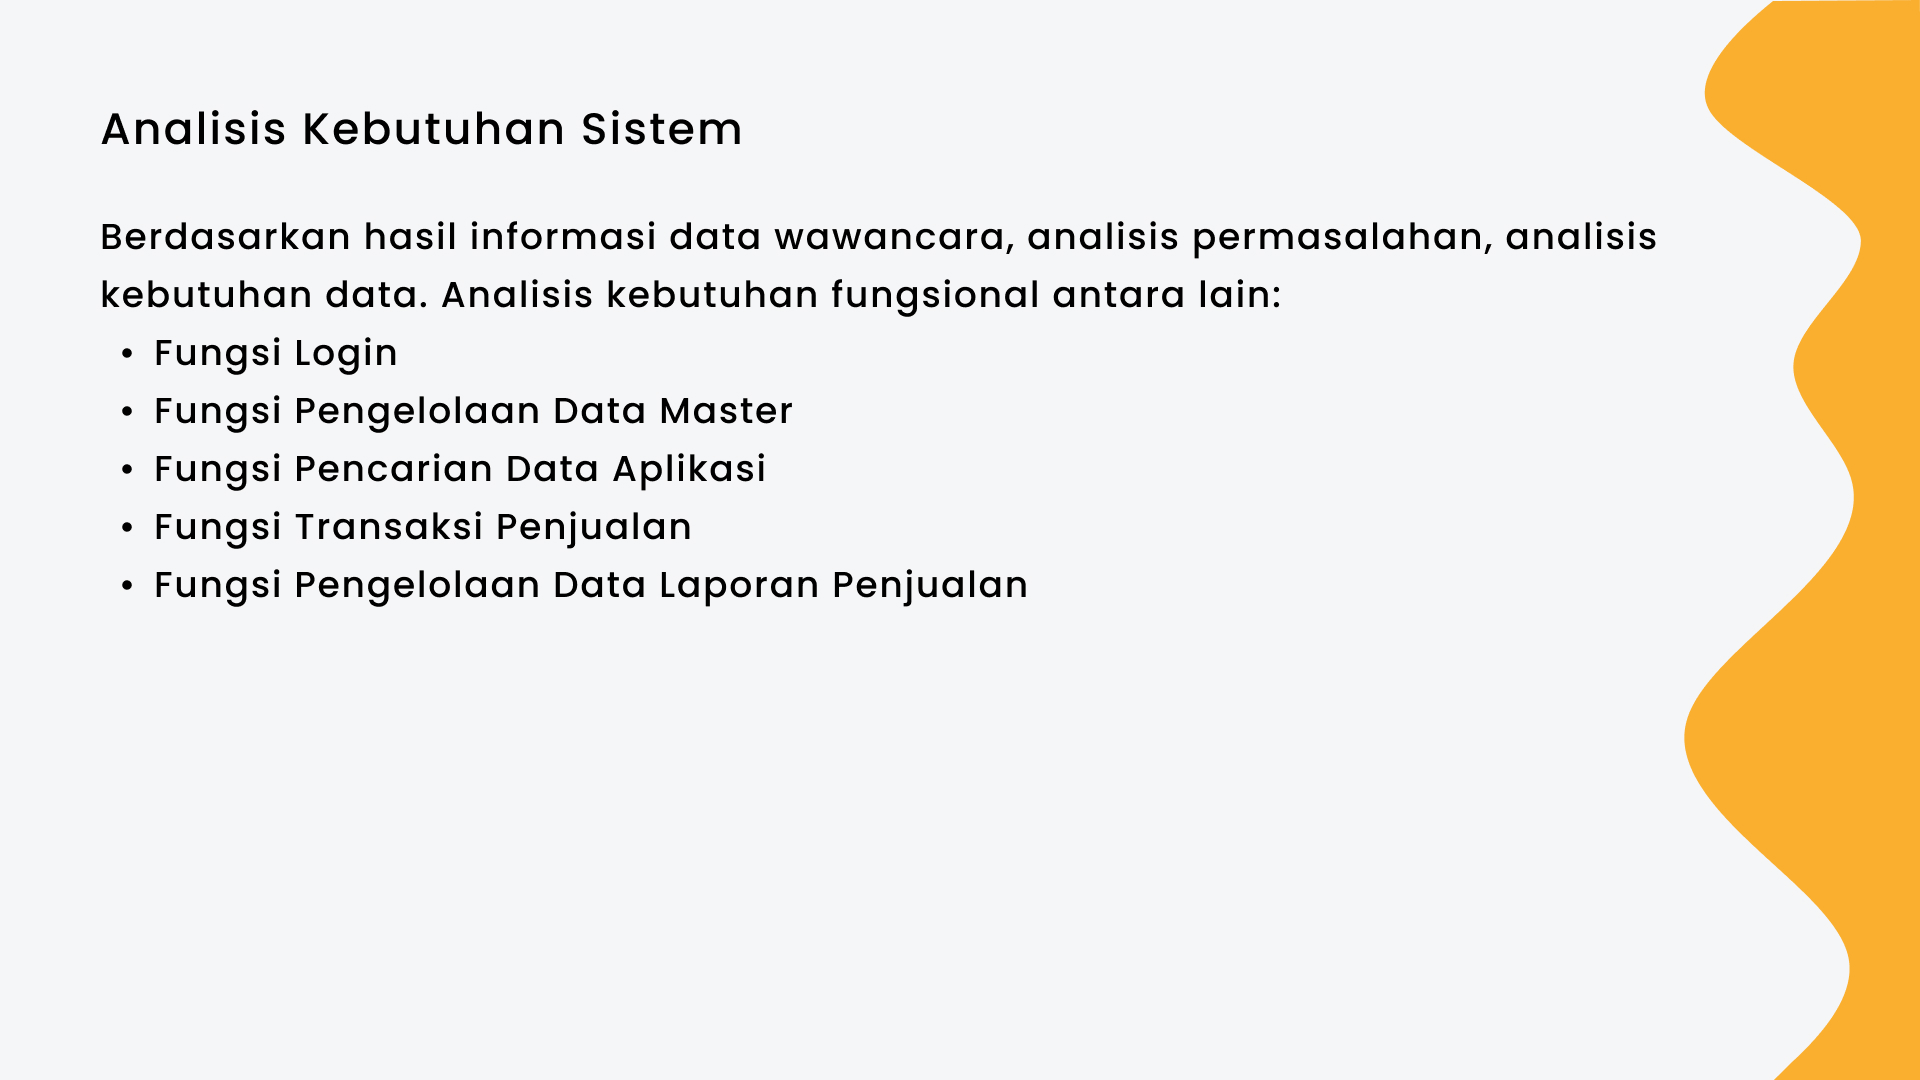 Analisis Kebutuhan Sistem
Berdasarkan hasil informasi data wawancara, analisis permasalahan, analisis
kebutuhan data. Analisis kebutuhan fungsional antara lain:
• Fungsi Login
• Fungsi Pengelolaan Data Master
• Fungsi Pencarian Data Aplikasi
• Fungsi Transaksi Penjualan
• Fungsi Pengelolaan Data Laporan Penjualan